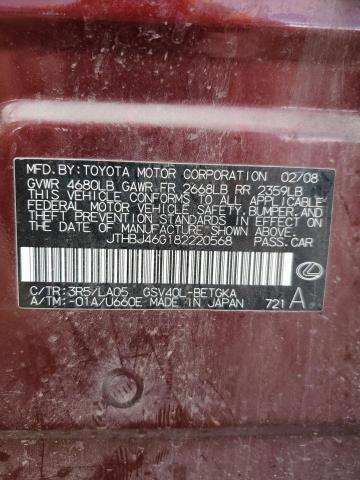 MFD.BY:TOYOTA MOTOR CORPORATION 02/08
GVWR 4680LB GAWR FR 2668LB RR 2359LB
THIS VEHICLE CONFORMS TO ALL APPLICABLE
FEDERAL MOTOR VEHICLE SAFETY,BUMPER,AND
THEFT PREVENTION STANDARDS IN EFFECT ON
THE DATE OF MANUFACTURE SHOWN ABOVE.
JTHBJ46G182220568 PASS.CAR
C/TR:3R5/LA05 GSV40L-BETGKA
A/TM:-01A/U660E MADE IN JAPAN 721 A